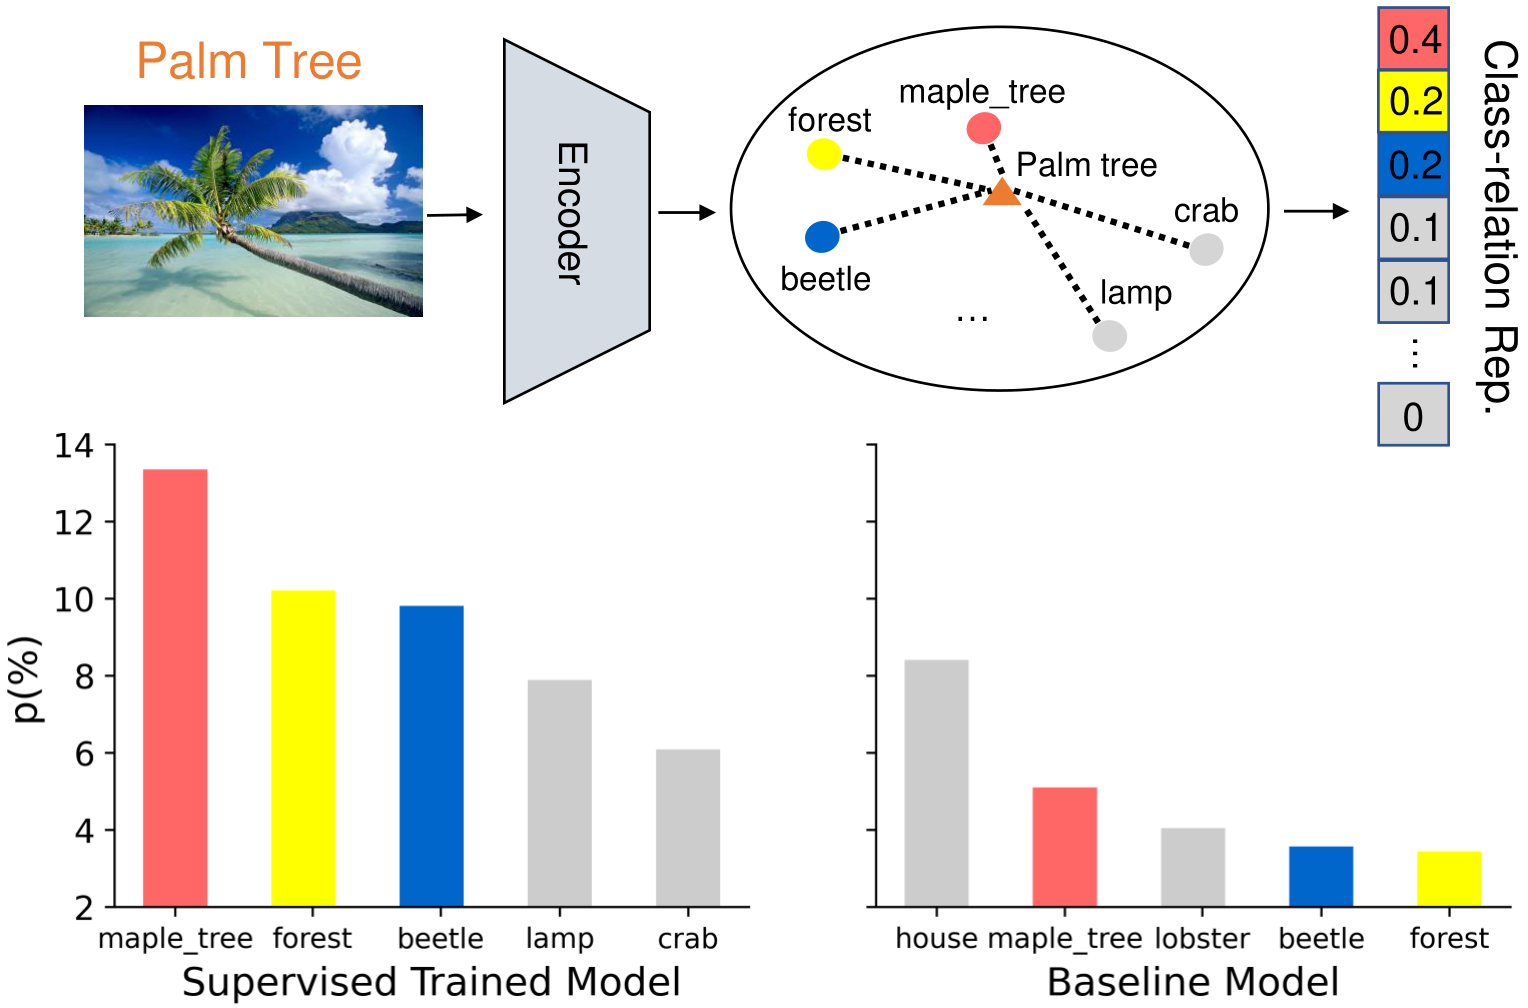 Palm Tree
Encoder
maple_tree
forest
Palm tree
crab
beetle
lamp
...
0.4
0.2
0.2
0.1
0.1
...
0
Class-relation Rep.
p(%)
14
12
10
8
6
4
2
maple_tree forest beetle lamp crab
Supervised Trained Model
house maple_tree lobster beetle forest
Baseline Model